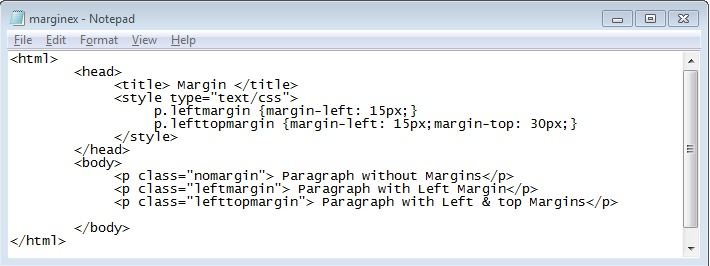 marginex - Notepad
File Edit Format View Help
<html>
<head>
<title> Margin </title>
<style type="text/css">
p.leftmargin {margin-left: 15px;}
p.lefttopmargin {margin-left: 15px;margin-top: 30px;}
</style>
</head>
<body>
<p class="nomargin"> Paragraph without Margins</p>
<p class="leftmargin"> Paragraph with Left Margin</p>
<p class="lefttopmargin"> Paragraph with Left & top Margins</p>
</body>
</html>